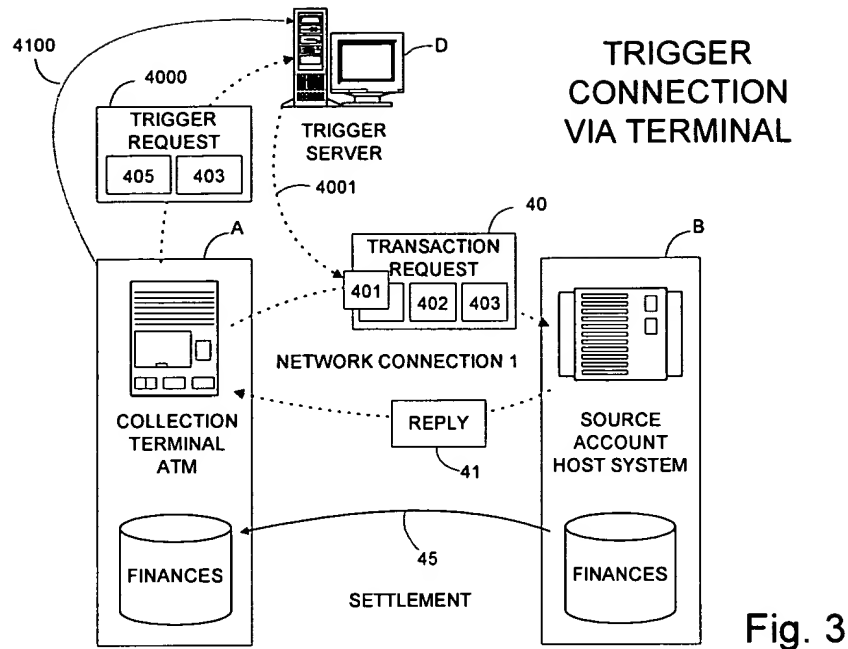 4100
4000
D
TRIGGER
CONNECTION
VIA TERMINAL
TRIGGER
REQUEST
405 403
TRIGGER
SERVER
4001
40
A
B
TRANSACTION
REQUEST
401 402 403
NETWORK CONNECTION 1
COLLECTION
TERMINAL
ATM
REPLY
41
SOURCE
ACCOUNT
HOST SYSTEM
FINANCES
45
SETTLEMENT
FINANCES
Fig. 3